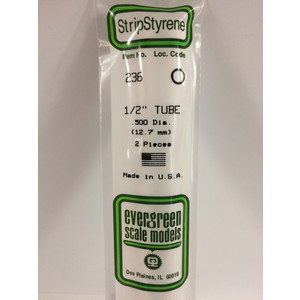 StripStyrene
Item No. Loc. Code
236
1/2" TUBE
.500 Dia.
(12.7 mm)
2 Pieces
Made in U.S.A.
evergreen
scale models
Des Plaines, IL 60018